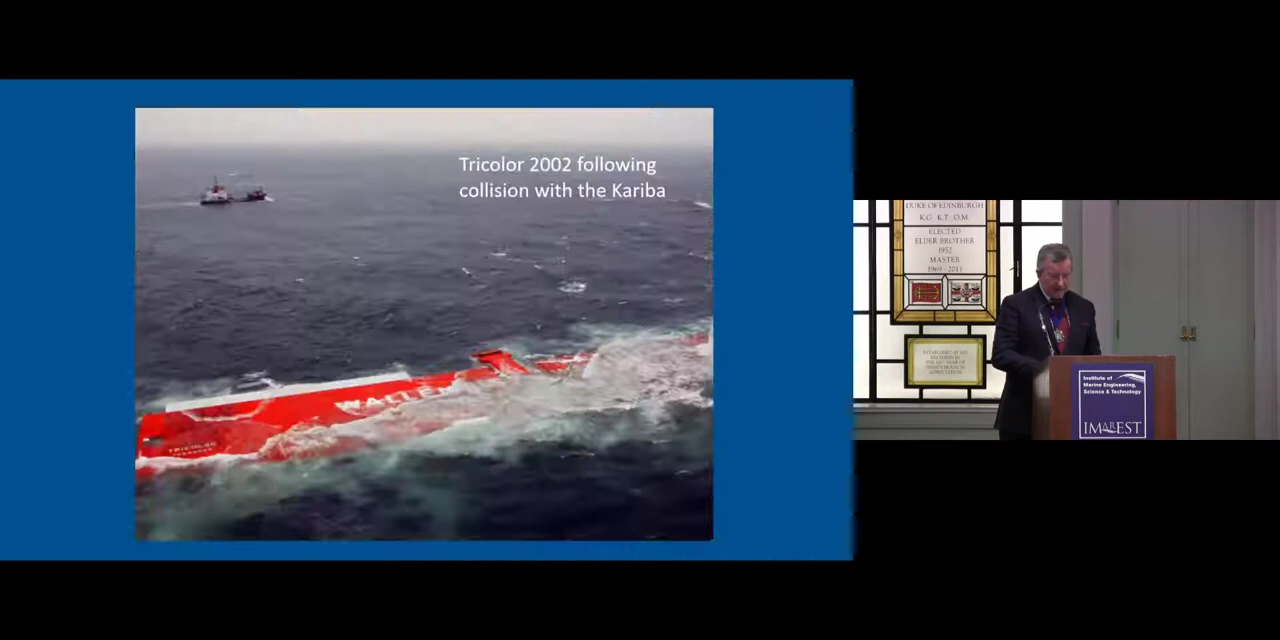 Tricolor 2002 following
collision with the Kariba
TRICOLOR
DUKE OF EDINBURGH
K.G. K.T. O.M.
ELECTED
ELDER BROTHER
1952
MASTER
1969 - 2011
Institute of
Marine Engineering,
Science & Technology
IMarEST